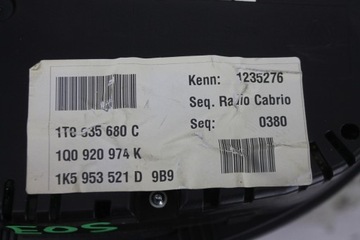 Kenn: 1235276
Seq. Radio Cabrio
Seq: 0380
1T0 035 680 C
1Q0 920 974 K
1K5 953 521 D 9B9
EOS